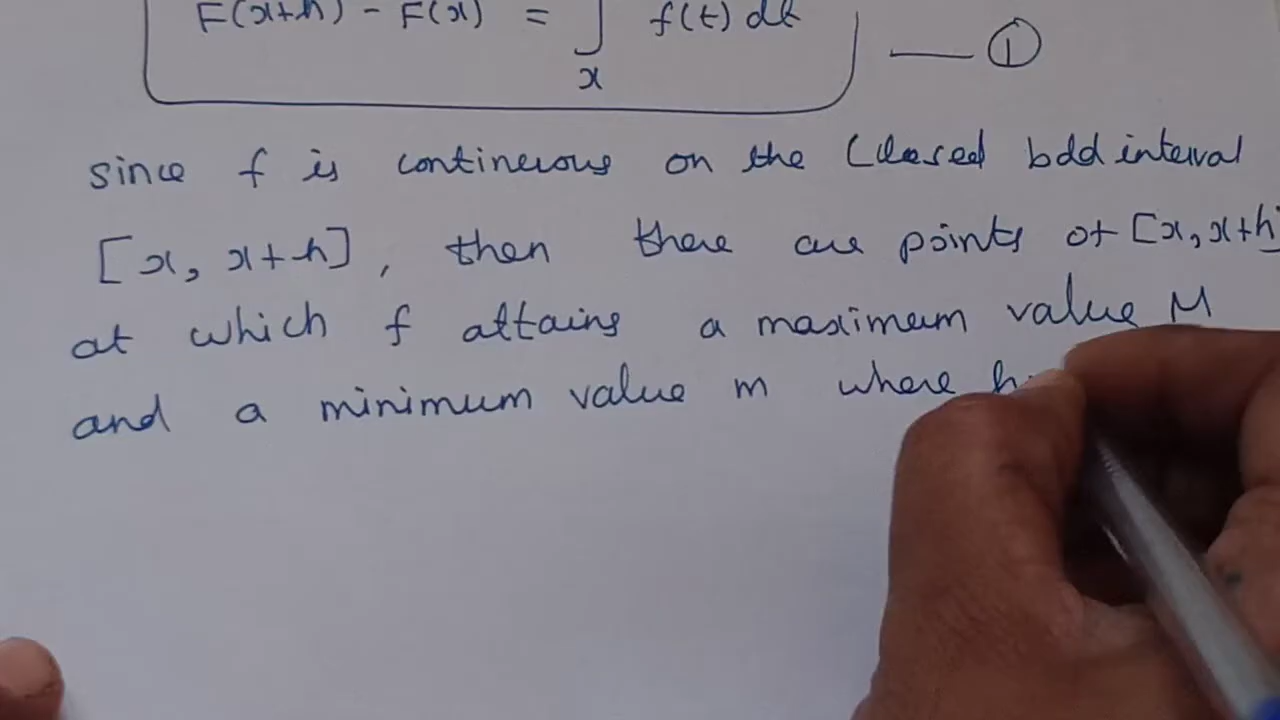 F(x+h) - F(x) = ∫ f(t) dt
x
—— ①
since f is continuous on the closed bdd interval
[x, x+h], then there are points of [x, x+h]
at which f attains a maximum value M
and a minimum value m where h